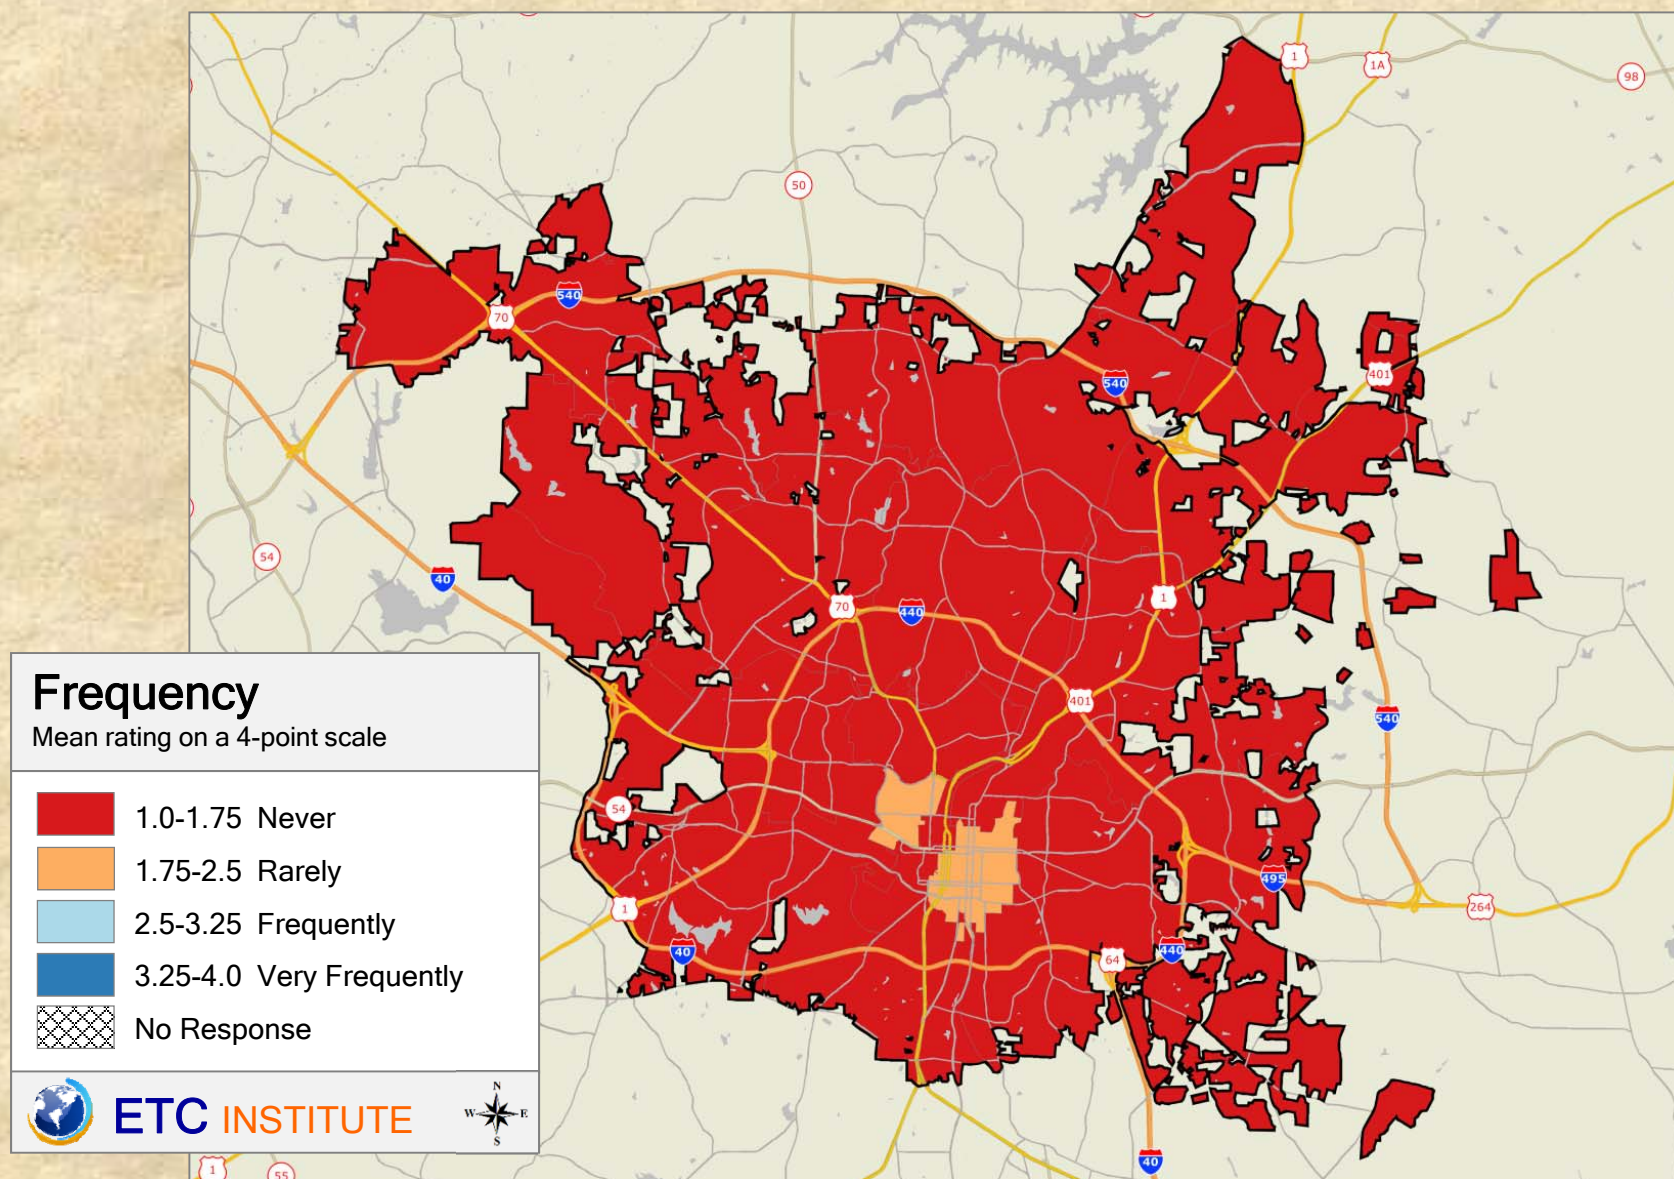 1
1A
98
50
540
70
401
540
54
40
70
440
1
401
540
Frequency
Mean rating on a 4-point scale
1.0-1.75 Never
1.75-2.5 Rarely
2.5-3.25 Frequently
3.25-4.0 Very Frequently
No Response
54
495
264
1
40
64
440
ETC INSTITUTE
N
W E
S
1
55
40